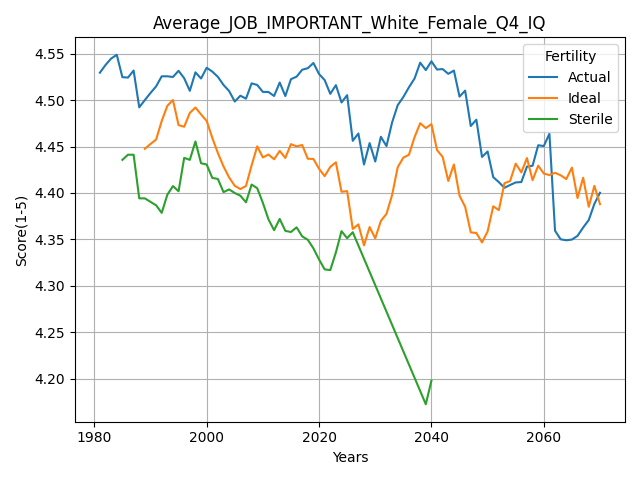 Average_JOB_IMPORTANT_White_Female_Q4_IQ
Fertility
Actual
Ideal
Sterile
Score(1-5)
4.55
4.50
4.45
4.40
4.35
4.30
4.25
4.20
1980
2000
2020
2040
2060
Years